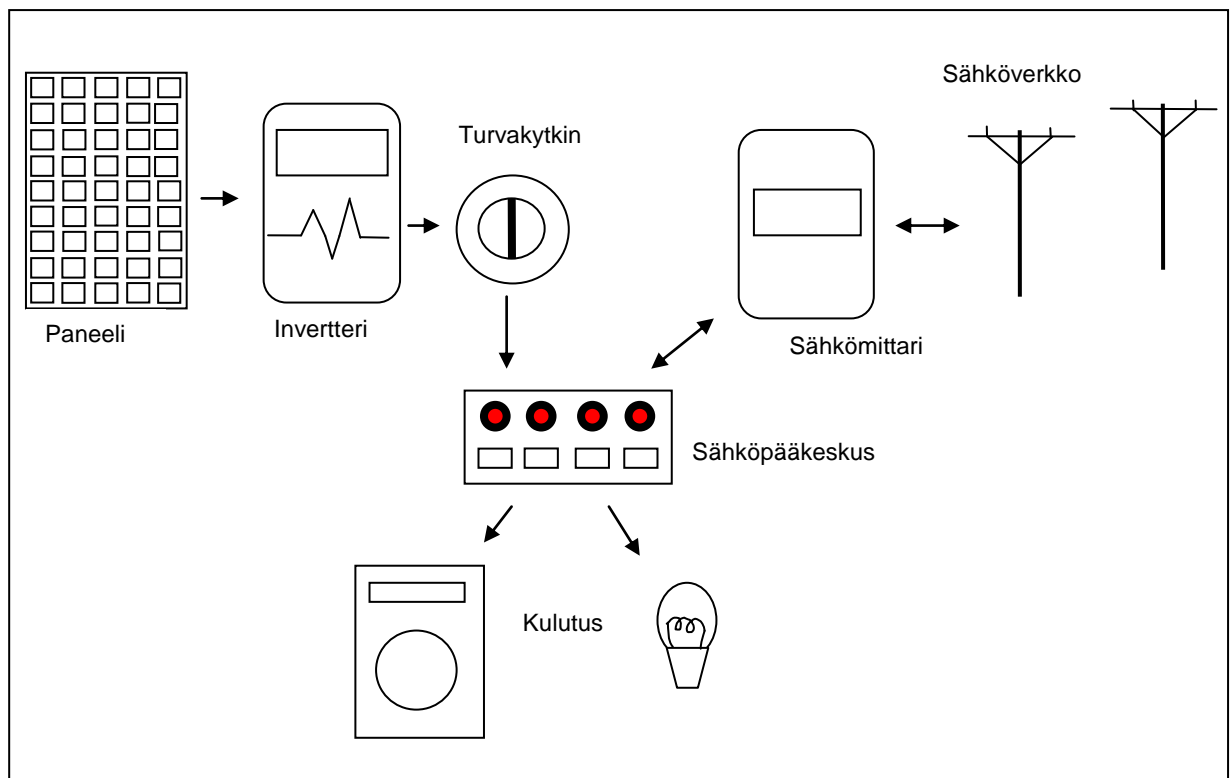 Sähköverkko
Turvakytkin
Paneeli
Invertteri
Sähkömittari
Sähköpääkeskus
Kulutus